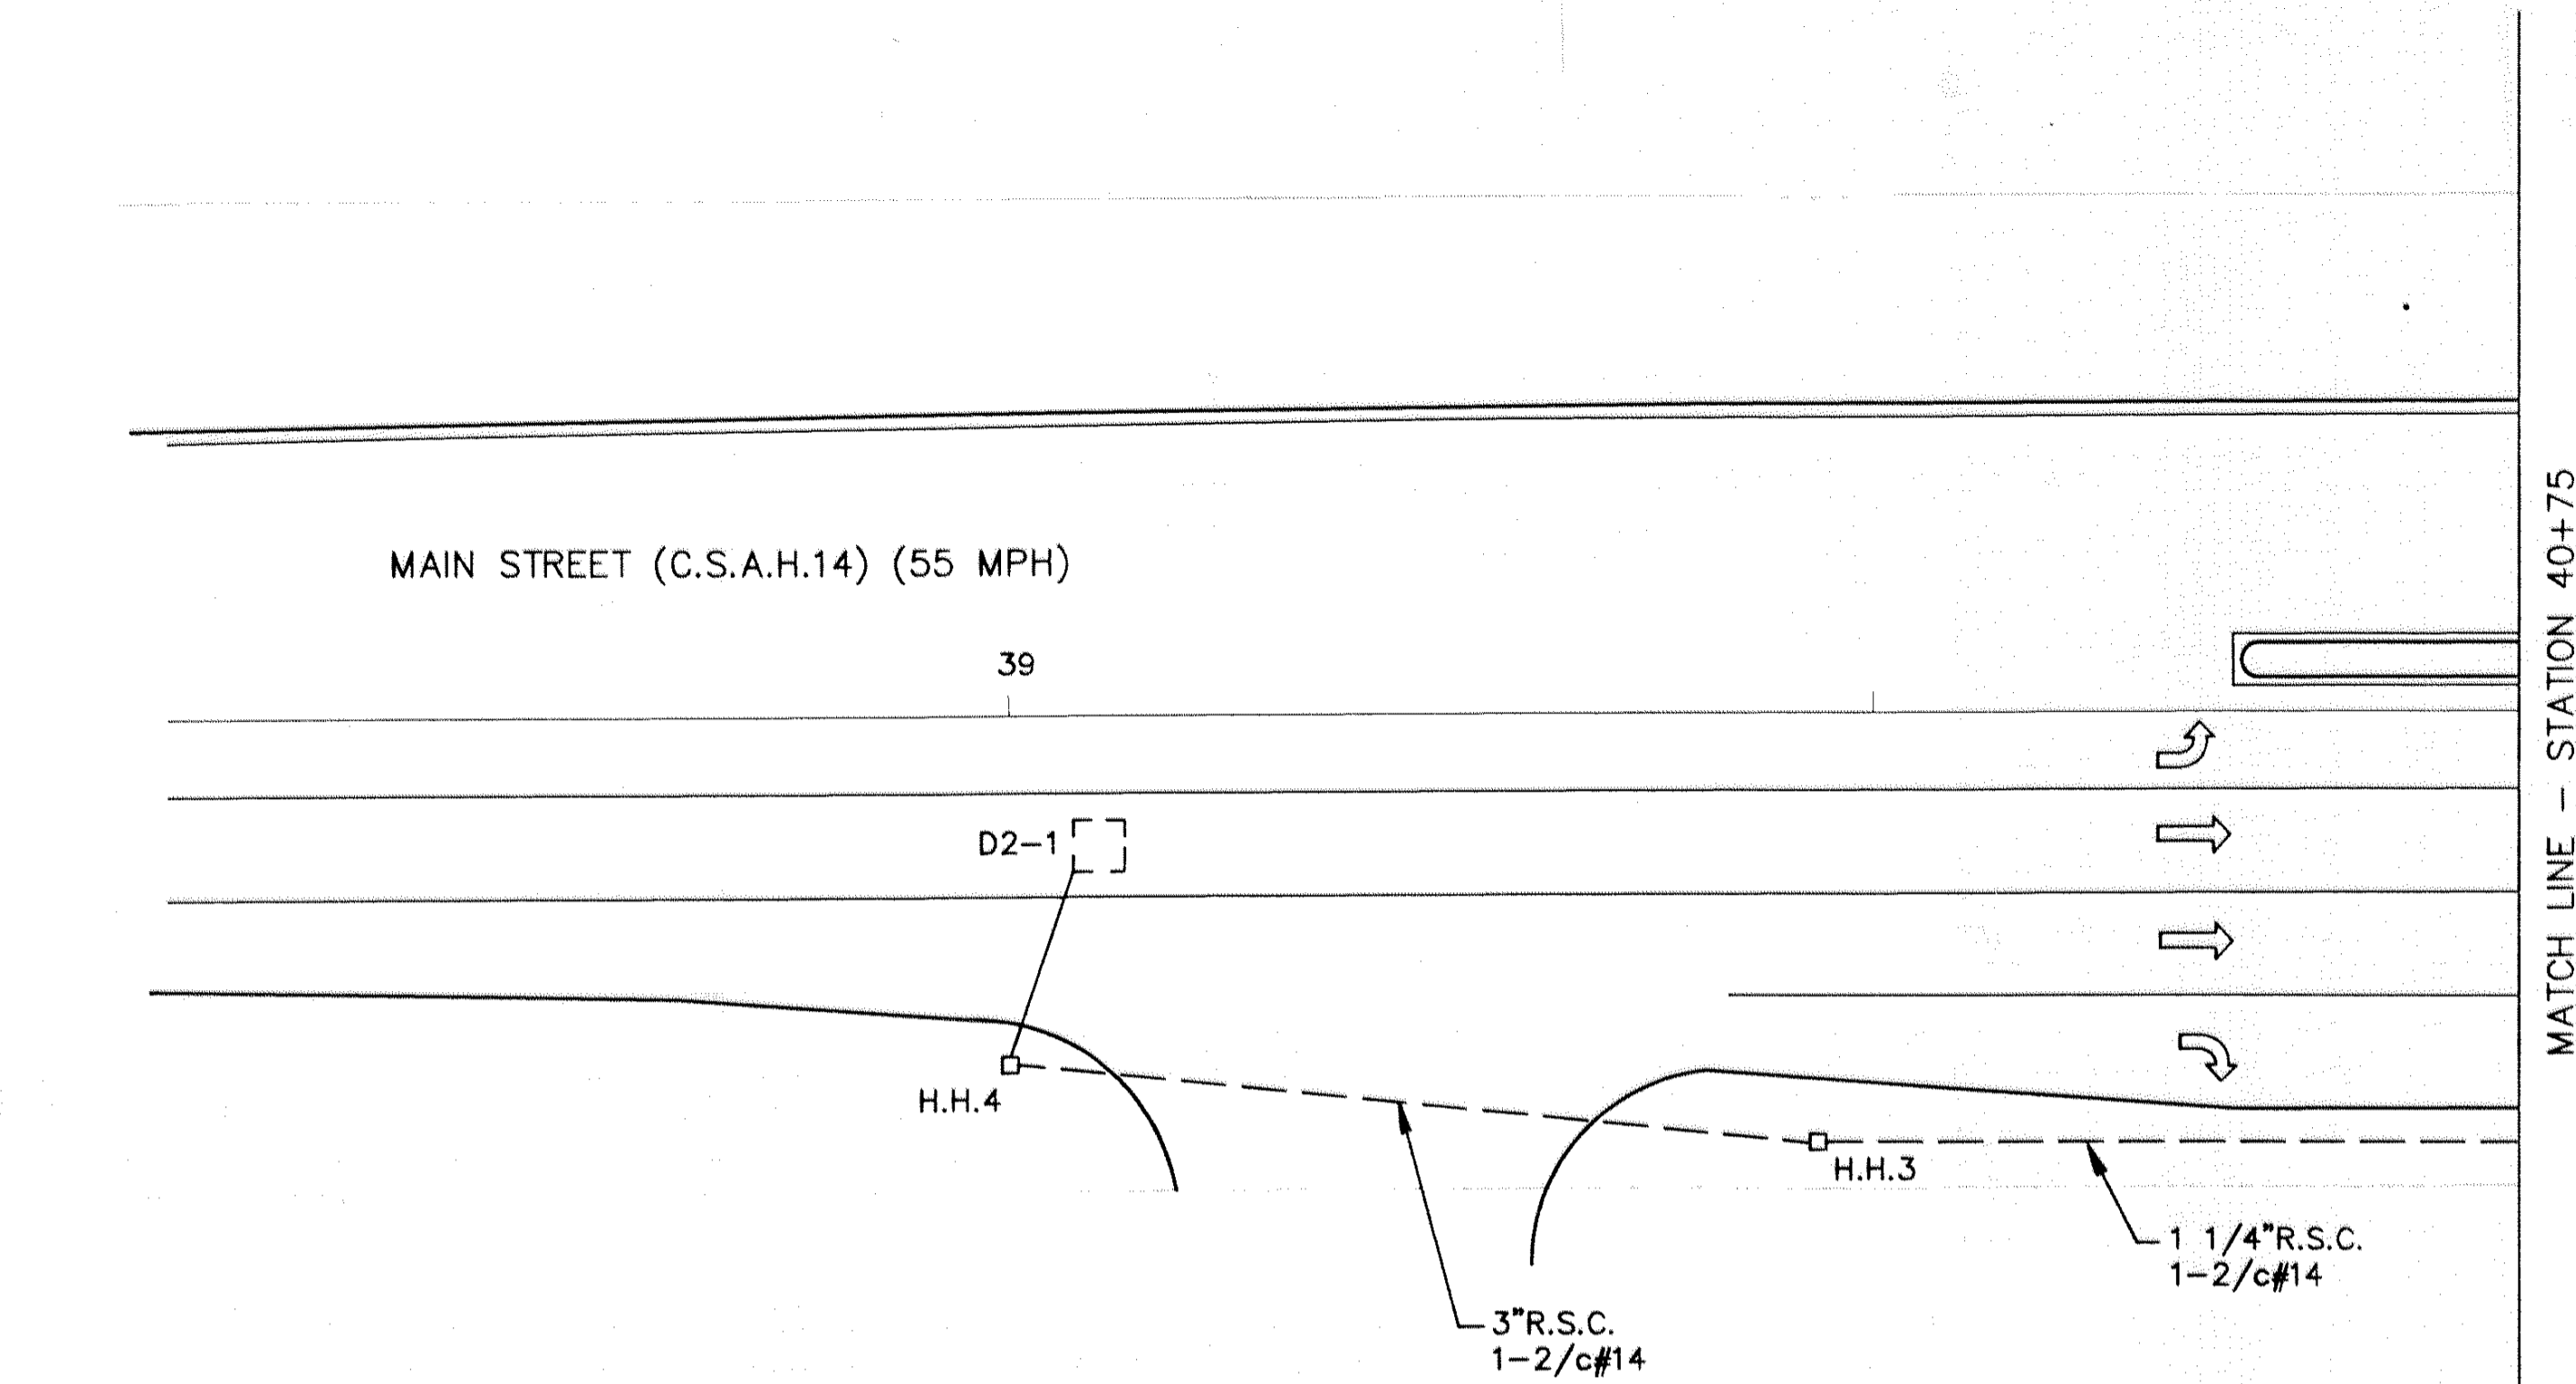 MAIN STREET (C.S.A.H.14) (55 MPH)
39
D2-1
H.H.4
H.H.3
1 1/4"R.S.C.
1-2/c#14
3"R.S.C.
1-2/c#14
MATCH LINE - STATION 40+75